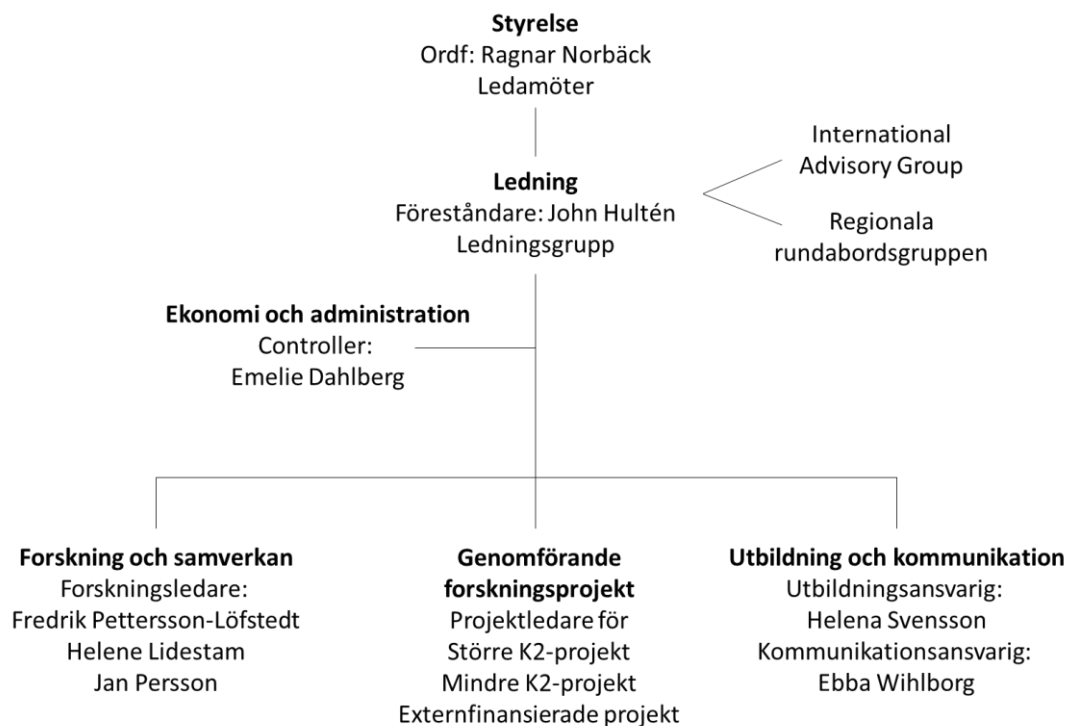 Styrelse
Ordf: Ragnar Norbäck
Ledamöter
International
Advisory Group
Ledning
Föreståndare: John Hultén
Ledningsgrupp
Regionala
rundabordsgruppen
Ekonomi och administration
Controller:
Emelie Dahlberg
Forskning och samverkan
Forskningsledare:
Fredrik Pettersson-Löfstedt
Helene Lidestam
Jan Persson
Genomförande
forskningsprojekt
Projektledare för
Större K2-projekt
Mindre K2-projekt
Externfinansierade projekt
Utbildning och kommunikation
Utbildningsansvarig:
Helena Svensson
Kommunikationsansvarig:
Ebba Wihlborg